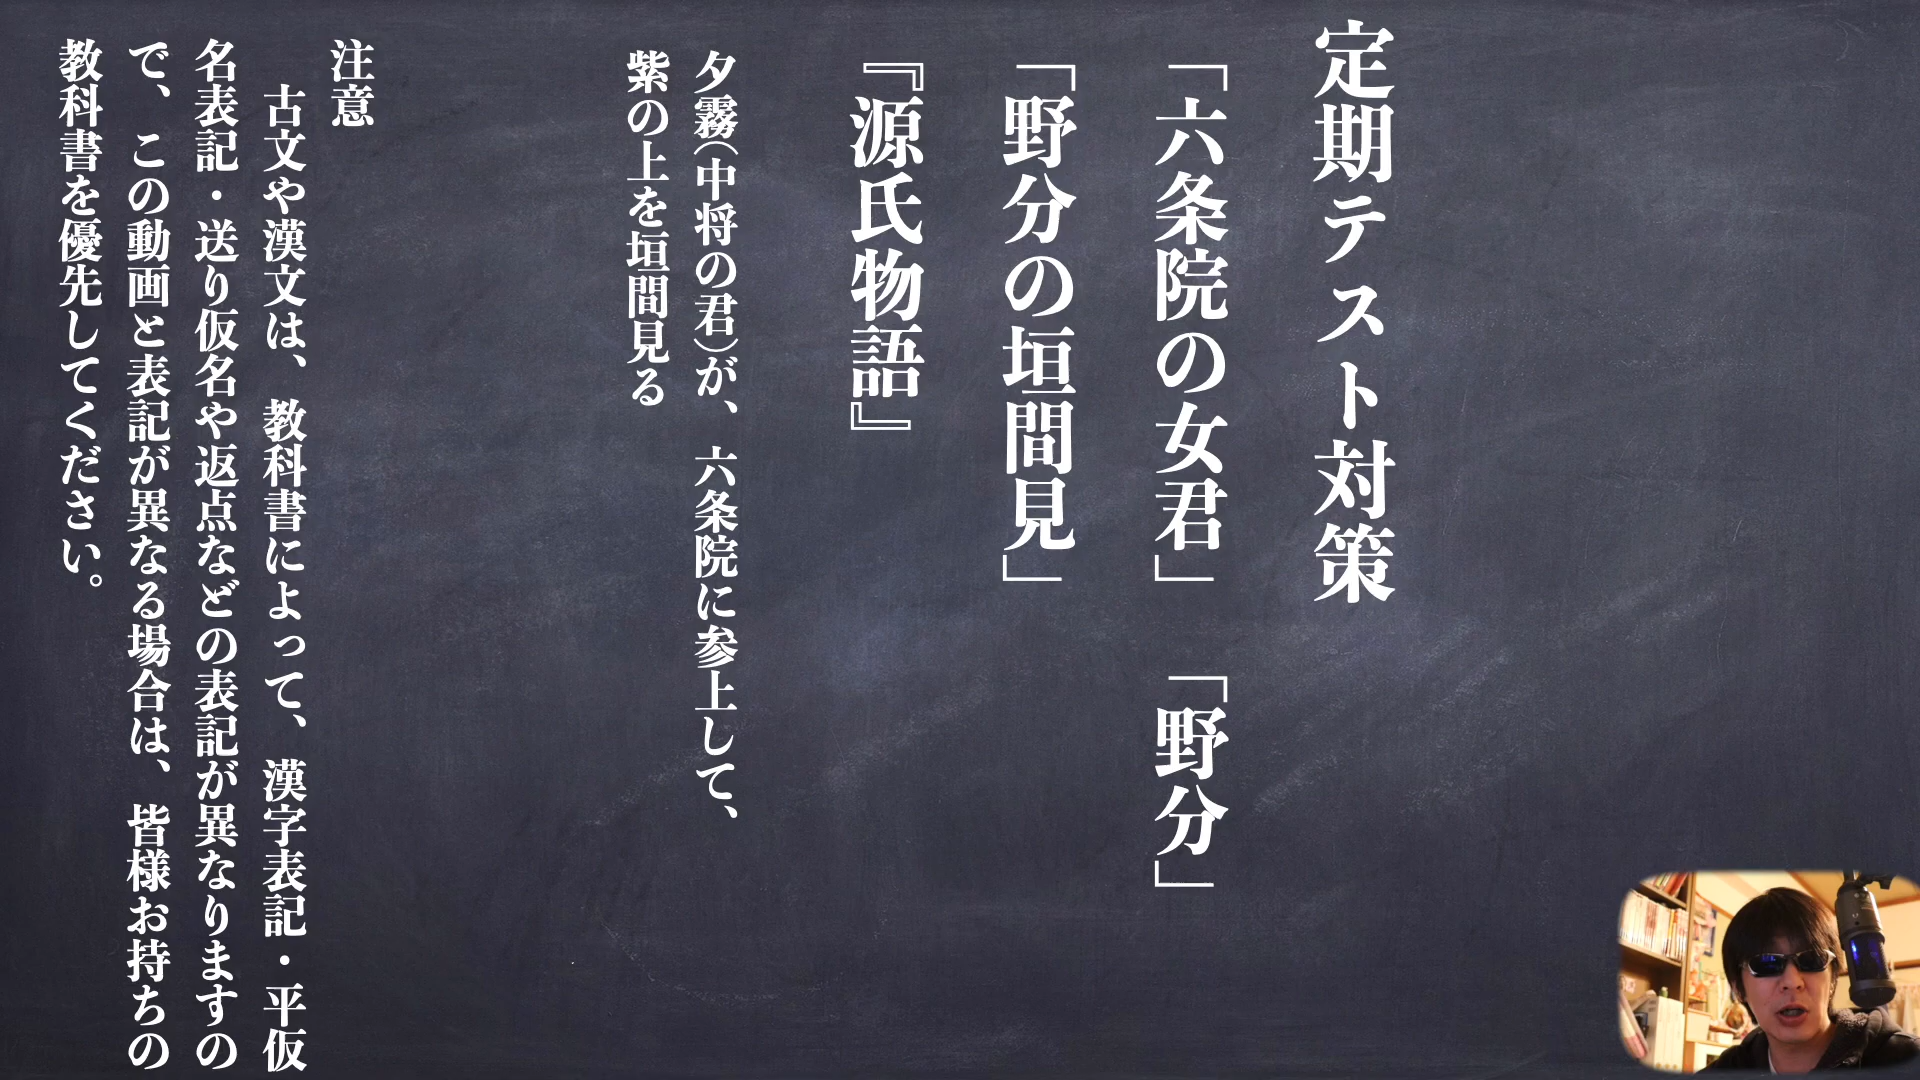 定期テスト対策
「六条院の女君」　「野分」
「野分の垣間見」
『源氏物語』
夕霧（中将の君）が、六条院に参上して、
紫の上を垣間見る
注意
　古文や漢文は、教科書によって、漢字表記・平仮
名表記・送り仮名や返点などの表記が異なりますの
で、この動画と表記が異なる場合は、皆様お持ちの
教科書を優先してください。